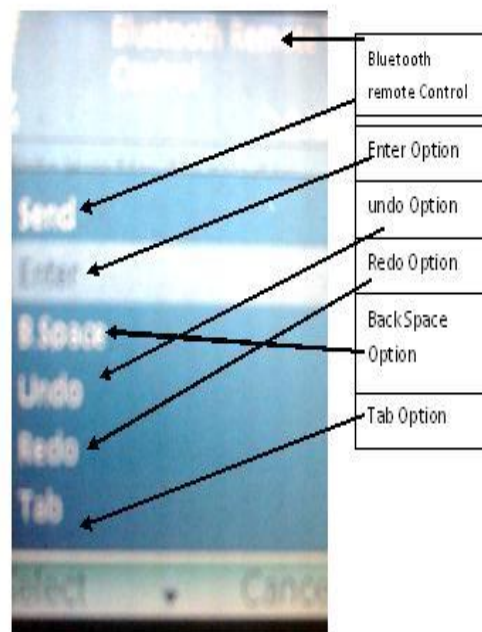 Bluetooth Remote
Control
Send
Enter
B.Space
Undo
Redo
Tab
Select
Cance
Bluetooth
remote Control
Enter Option
undo Option
Redo Option
BackSpace
Option
Tab Option